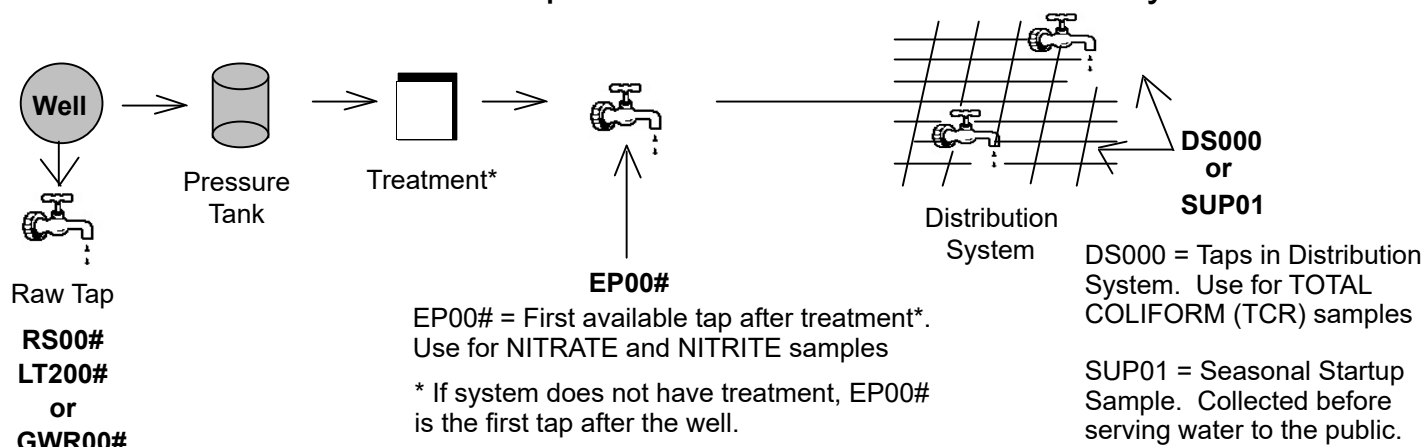 Well
Pressure
Tank
Treatment*
Raw Tap
RS00#
LT200#
or
GWR00#
EP00#
EP00# = First available tap after treatment*.
Use for NITRATE and NITRITE samples
* If system does not have treatment, EP00#
is the first tap after the well.
Distribution
System
DS000
or
SUP01
DS000 = Taps in Distribution
System. Use for TOTAL
COLIFORM (TCR) samples
SUP01 = Seasonal Startup
Sample. Collected before
serving water to the public.